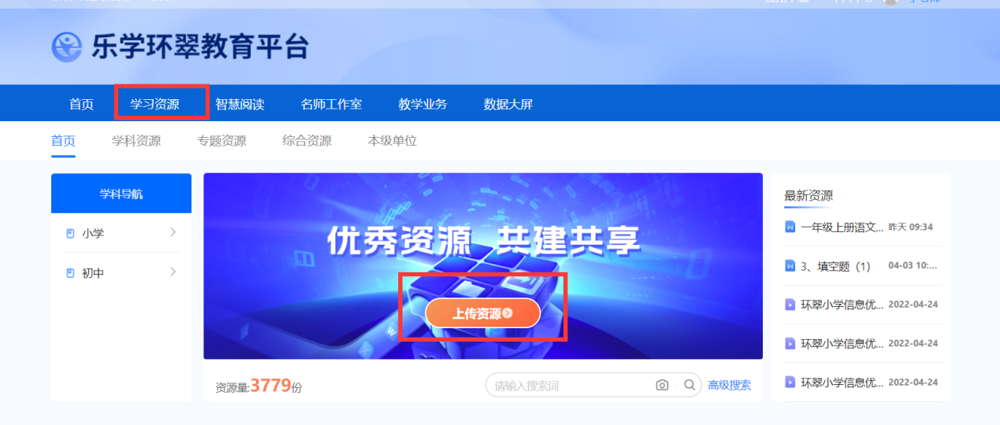 乐学环翠教育平台
首页 学习资源 智慧阅读 名师工作室 教学业务 数据大屏
首页 学科资源 专题资源 综合资源 本级单位
学科导航
小学
初中
优秀资源 共建共享
上传资源
资源量:3779份
请输入搜索词
高级搜索
最新资源
一年级上册语文... 昨天 09:34
3、填空题（1） 04-03 10:...
环翠小学信息优... 2022-04-24
环翠小学信息优... 2022-04-24
环翠小学信息优... 2022-04-24